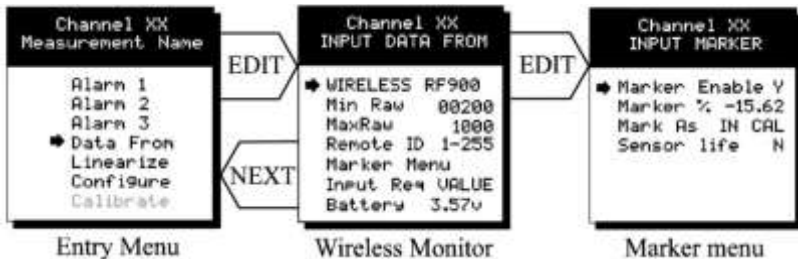 Channel XX
Measurement Name
Alarm 1
Alarm 2
Alarm 3
Data From
Linearize
Configure
Calibrate
Entry Menu
EDIT
NEXT
Channel XX
INPUT DATA FROM
WIRELESS RF900
Min Raw 00200
MaxRaw 1000
Remote ID 1-255
Marker Menu
Input Req VALUE
Battery 3.57v
Wireless Monitor
EDIT
Channel XX
INPUT MARKER
Marker Enable Y
Marker % -15.62
Mark As IN CAL
Sensor life N
Marker menu